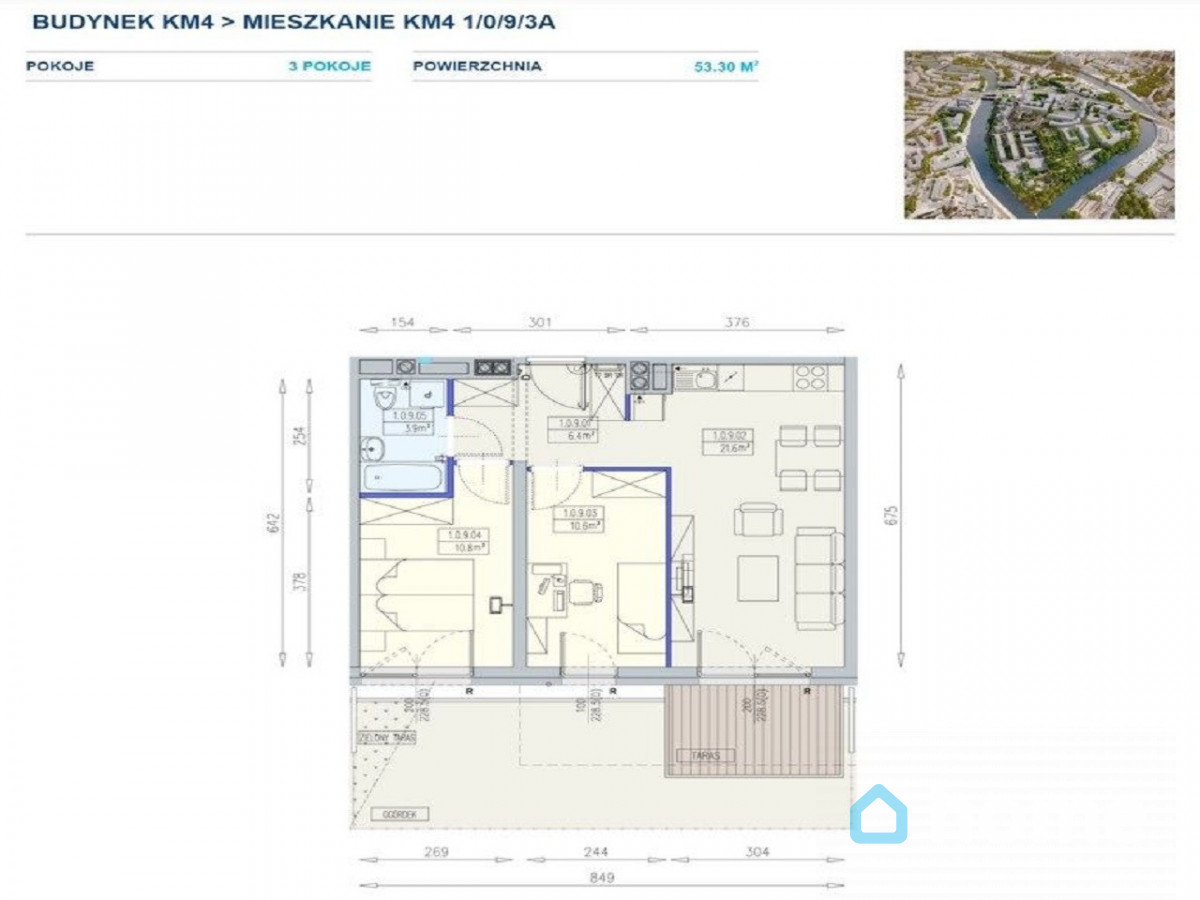 BUDYNEK KM4 > MIESZKANIE KM4 1/0/9/3A
POKOJE 3 POKOJE POWIERZCHNIA 53.30 M²
154 301 376
1.0.9.05
3.9m²
1.0.9.01
6.4m²
1.0.9.02
21.6m²
254
642
378
675
1.0.9.03
10.6m²
1.0.9.04
10.8m²
R R R
200
228.5(0)
100
228.5(0)
200
228.5(0)
ZIELONY TARAS
TARAS
OGRÓDEK
269 244 304
849